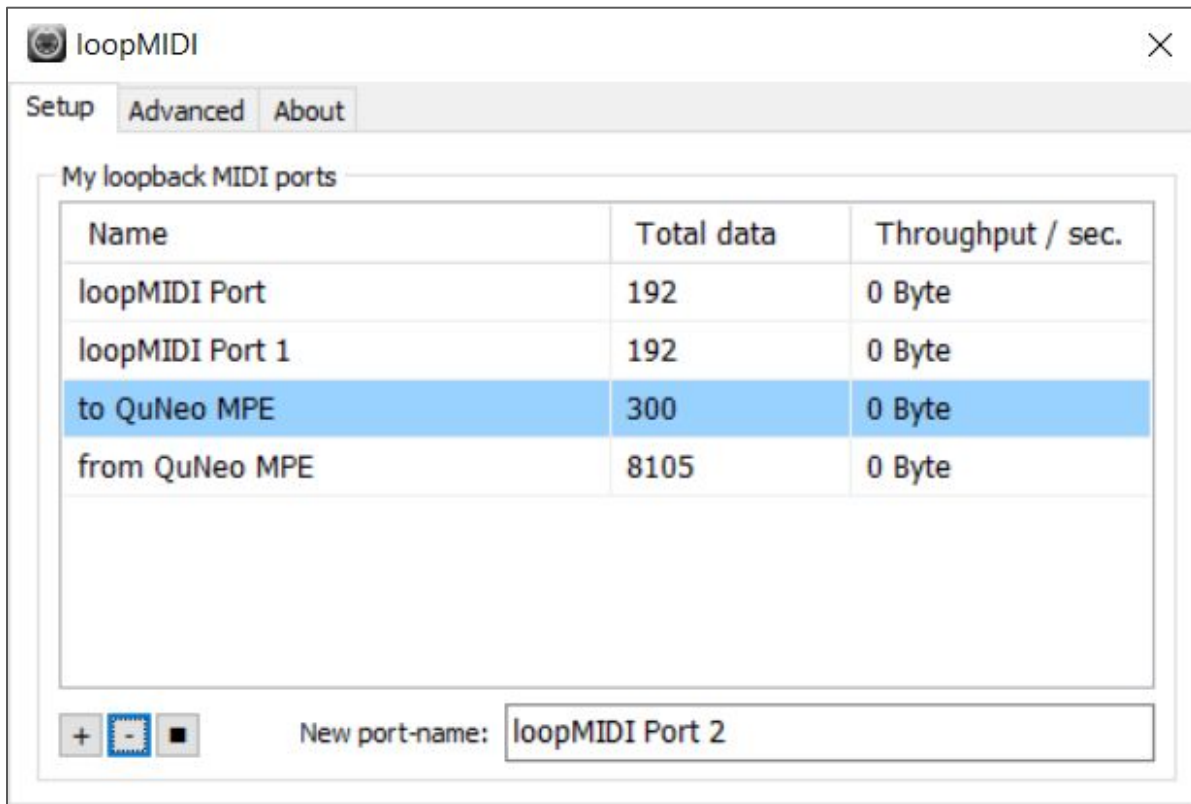 loopMIDI
Setup Advanced About
My loopback MIDI ports
Name Total data Throughput / sec.
loopMIDI Port 192 0 Byte
loopMIDI Port 1 192 0 Byte
to QuNeo MPE 300 0 Byte
from QuNeo MPE 8105 0 Byte
+ - ■ New port-name: loopMIDI Port 2